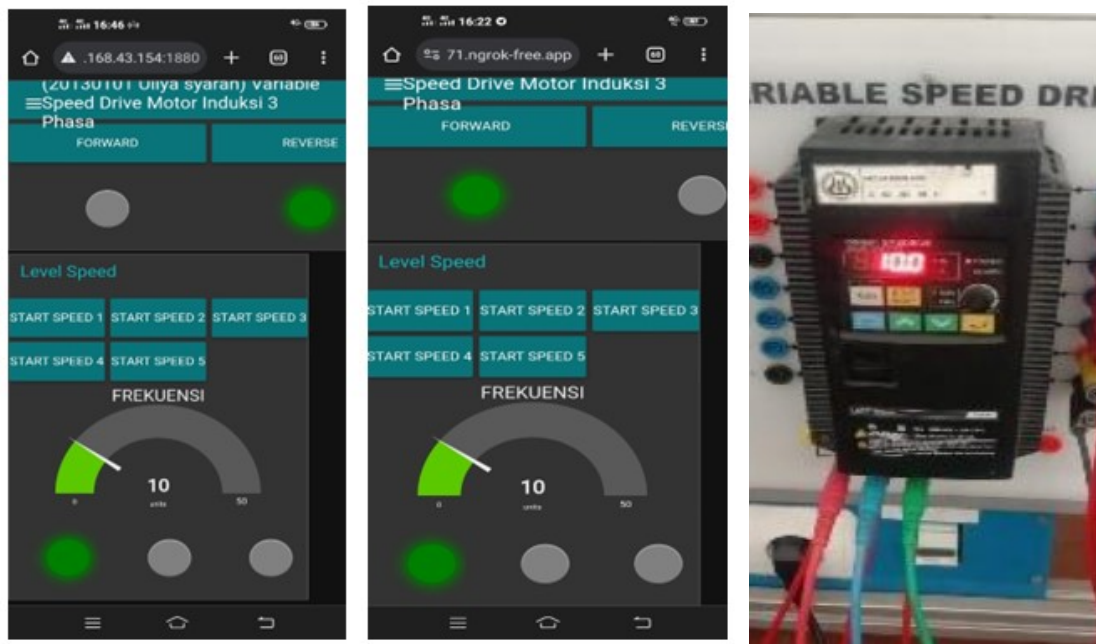 16:46
.168.43.154:1880
60
(20130101 Uliya syarah) Variable
Speed Drive Motor Induksi 3
Phasa
FORWARD
REVERSE
Level Speed
START SPEED 1
START SPEED 2
START SPEED 3
START SPEED 4
START SPEED 5
FREKUENSI
10
units
0
50
16:22
71.ngrok-free.app
60
Speed Drive Motor Induksi 3
Phasa
FORWARD
REVERSE
Level Speed
START SPEED 1
START SPEED 2
START SPEED 3
START SPEED 4
START SPEED 5
FREKUENSI
10
units
0
50
RIABLE SPEED DRI
10.0